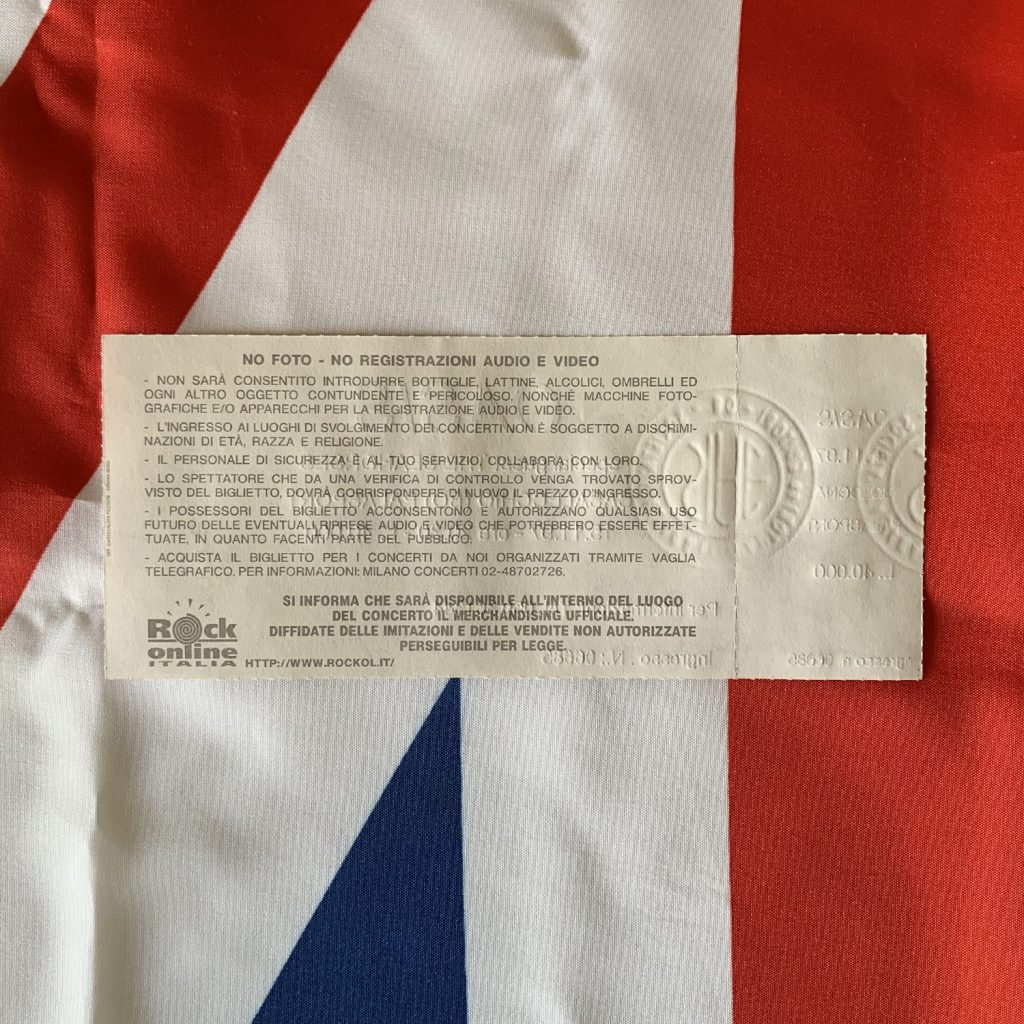 NO FOTO - NO REGISTRAZIONI AUDIO E VIDEO
- NON SARÀ CONSENTITO INTRODURRE BOTTIGLIE, LATTINE, ALCOLICI, OMBRELLI ED
OGNI ALTRO OGGETTO CONTUNDENTE E PERICOLOSO, NONCHÈ MACCHINE FOTO-
GRAFICHE E/O APPARECCHI PER LA REGISTRAZIONE AUDIO E VIDEO.
- L'INGRESSO AI LUOGHI DI SVOLGIMENTO DEI CONCERTI NON È SOGGETTO A DISCRIMI-
NAZIONI DI ETÀ, RAZZA E RELIGIONE.
- IL PERSONALE DI SICUREZZA È AL TUO SERVIZIO, COLLABORA CON LORO.
- LO SPETTATORE CHE DA UNA VERIFICA DI CONTROLLO VENGA TROVATO SPROV-
VISTO DEL BIGLIETTO, DOVRÀ CORRISPONDERE DI NUOVO IL PREZZO D'INGRESSO.
- I POSSESSORI DEL BIGLIETTO ACCONSENTONO E AUTORIZZANO QUALSIASI USO
FUTURO DELLE EVENTUALI RIPRESE AUDIO E VIDEO CHE POTREBBERO ESSERE EFFET-
TUATE, IN QUANTO FACENTI PARTE DEL PUBBLICO.
- ACQUISTA IL BIGLIETTO PER I CONCERTI DA NOI ORGANIZZATI TRAMITE VAGLIA
TELEGRAFICO. PER INFORMAZIONI: MILANO CONCERTI 02-48702726.
SI INFORMA CHE SARÀ DISPONIBILE ALL'INTERNO DEL LUOGO
DEL CONCERTO IL MERCHANDISING UFFICIALE.
DIFFIDATE DELLE IMITAZIONI E DELLE VENDITE NON AUTORIZZATE
PERSEGUIBILI PER LEGGE.
Rock
online
ITALIA
HTTP://WWW.ROCKOL.IT/
OASIS
L. 40.000
Ingresso . N.: 06685